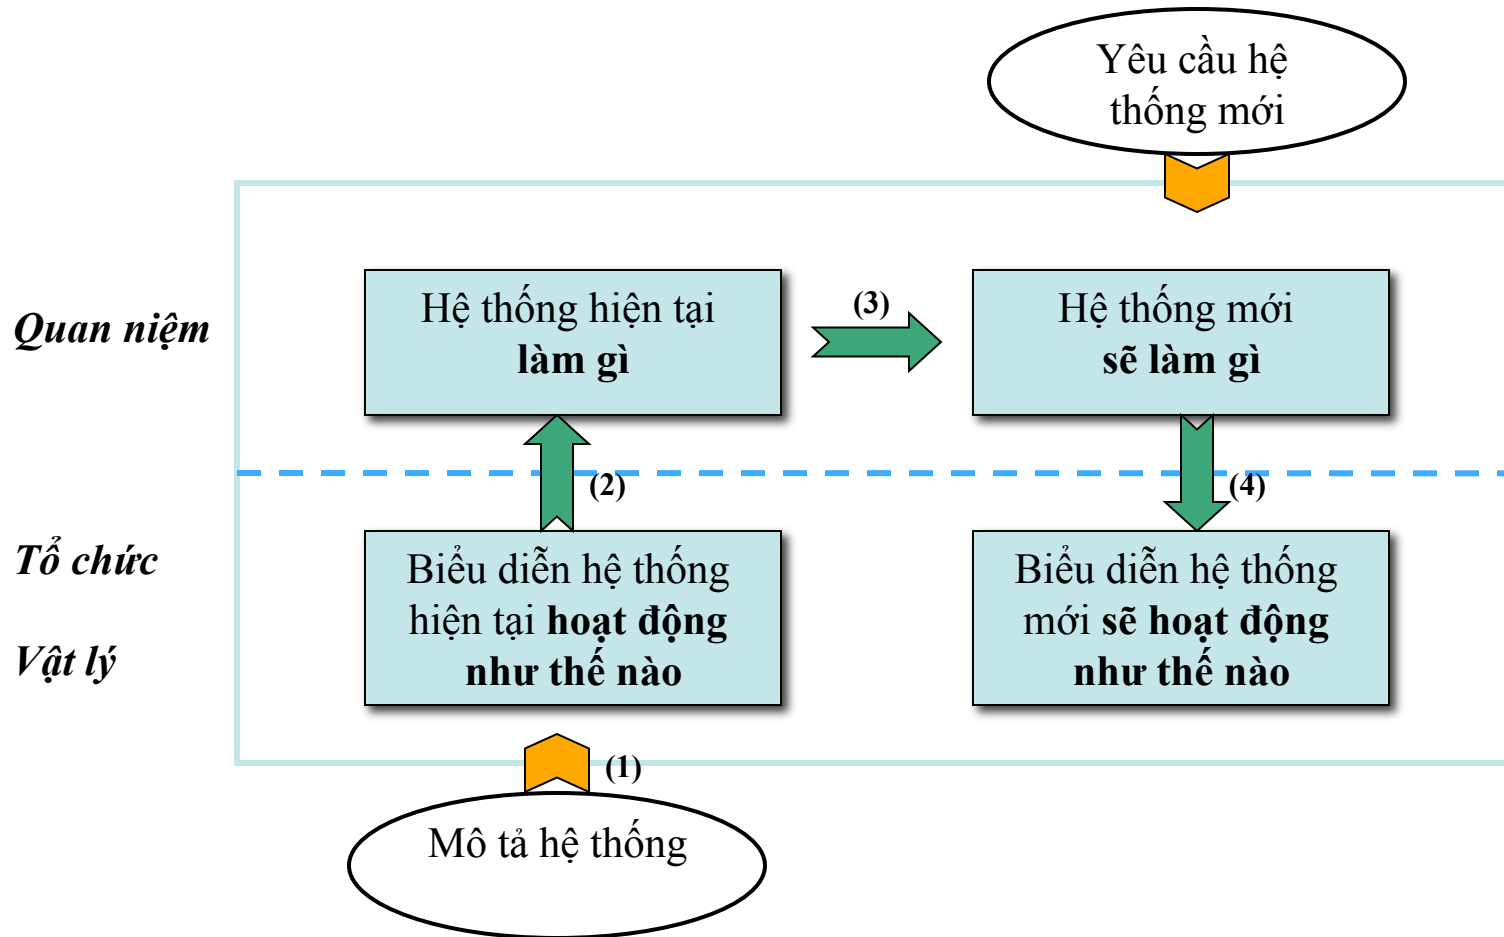 Yêu cầu hệ
thống mới
Quan niệm
Hệ thống hiện tại
làm gì
(3)
Hệ thống mới
sẽ làm gì
(2)
(4)
Tổ chức
Vật lý
Biểu diễn hệ thống
hiện tại hoạt động
như thế nào
Biểu diễn hệ thống
mới sẽ hoạt động
như thế nào
(1)
Mô tả hệ thống